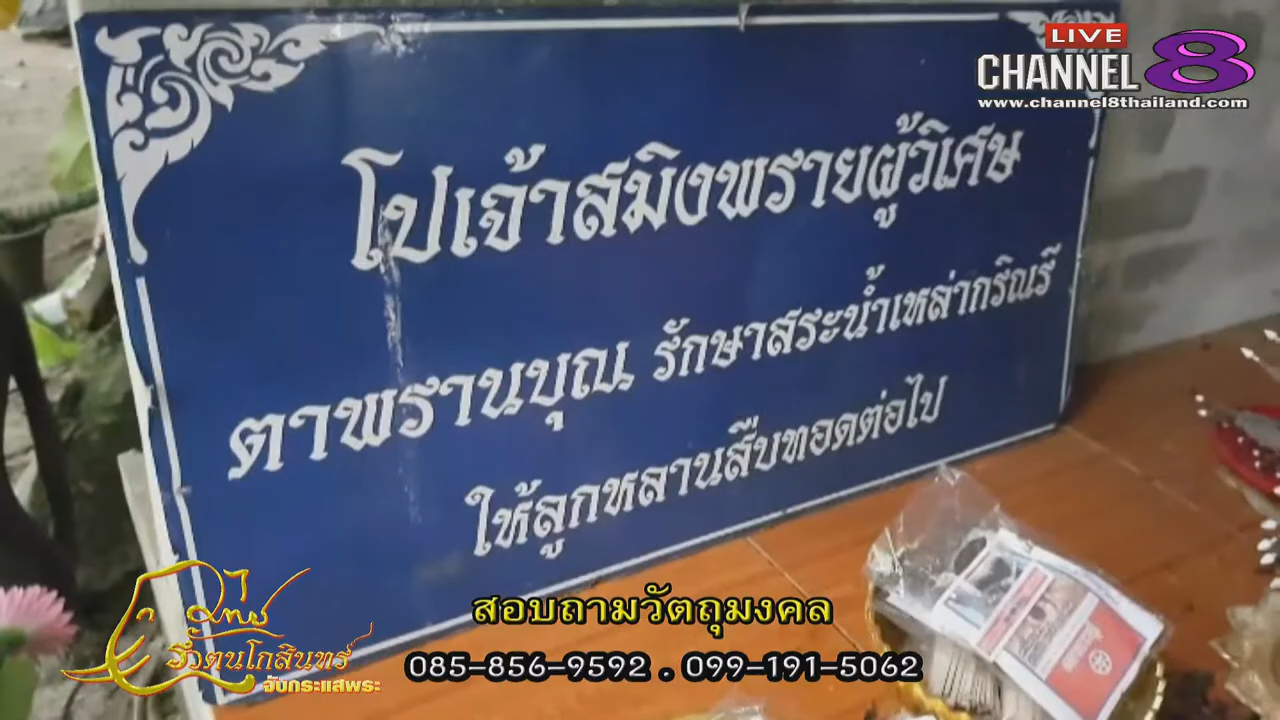 LIVE
CHANNEL 8
www.channel8thailand.com
โปเจ้าสมิงพรายผู้วิเศษ
ตาพรานบุญ รักษาสระน้ำเหล่ากริณรี
ให้ลูกหลานสืบทอดต่อไป
รัตนโกสินทร์
จับกระแสพระ
สอบถามวัตถุมงคล
085-856-9592 . 099-191-5062